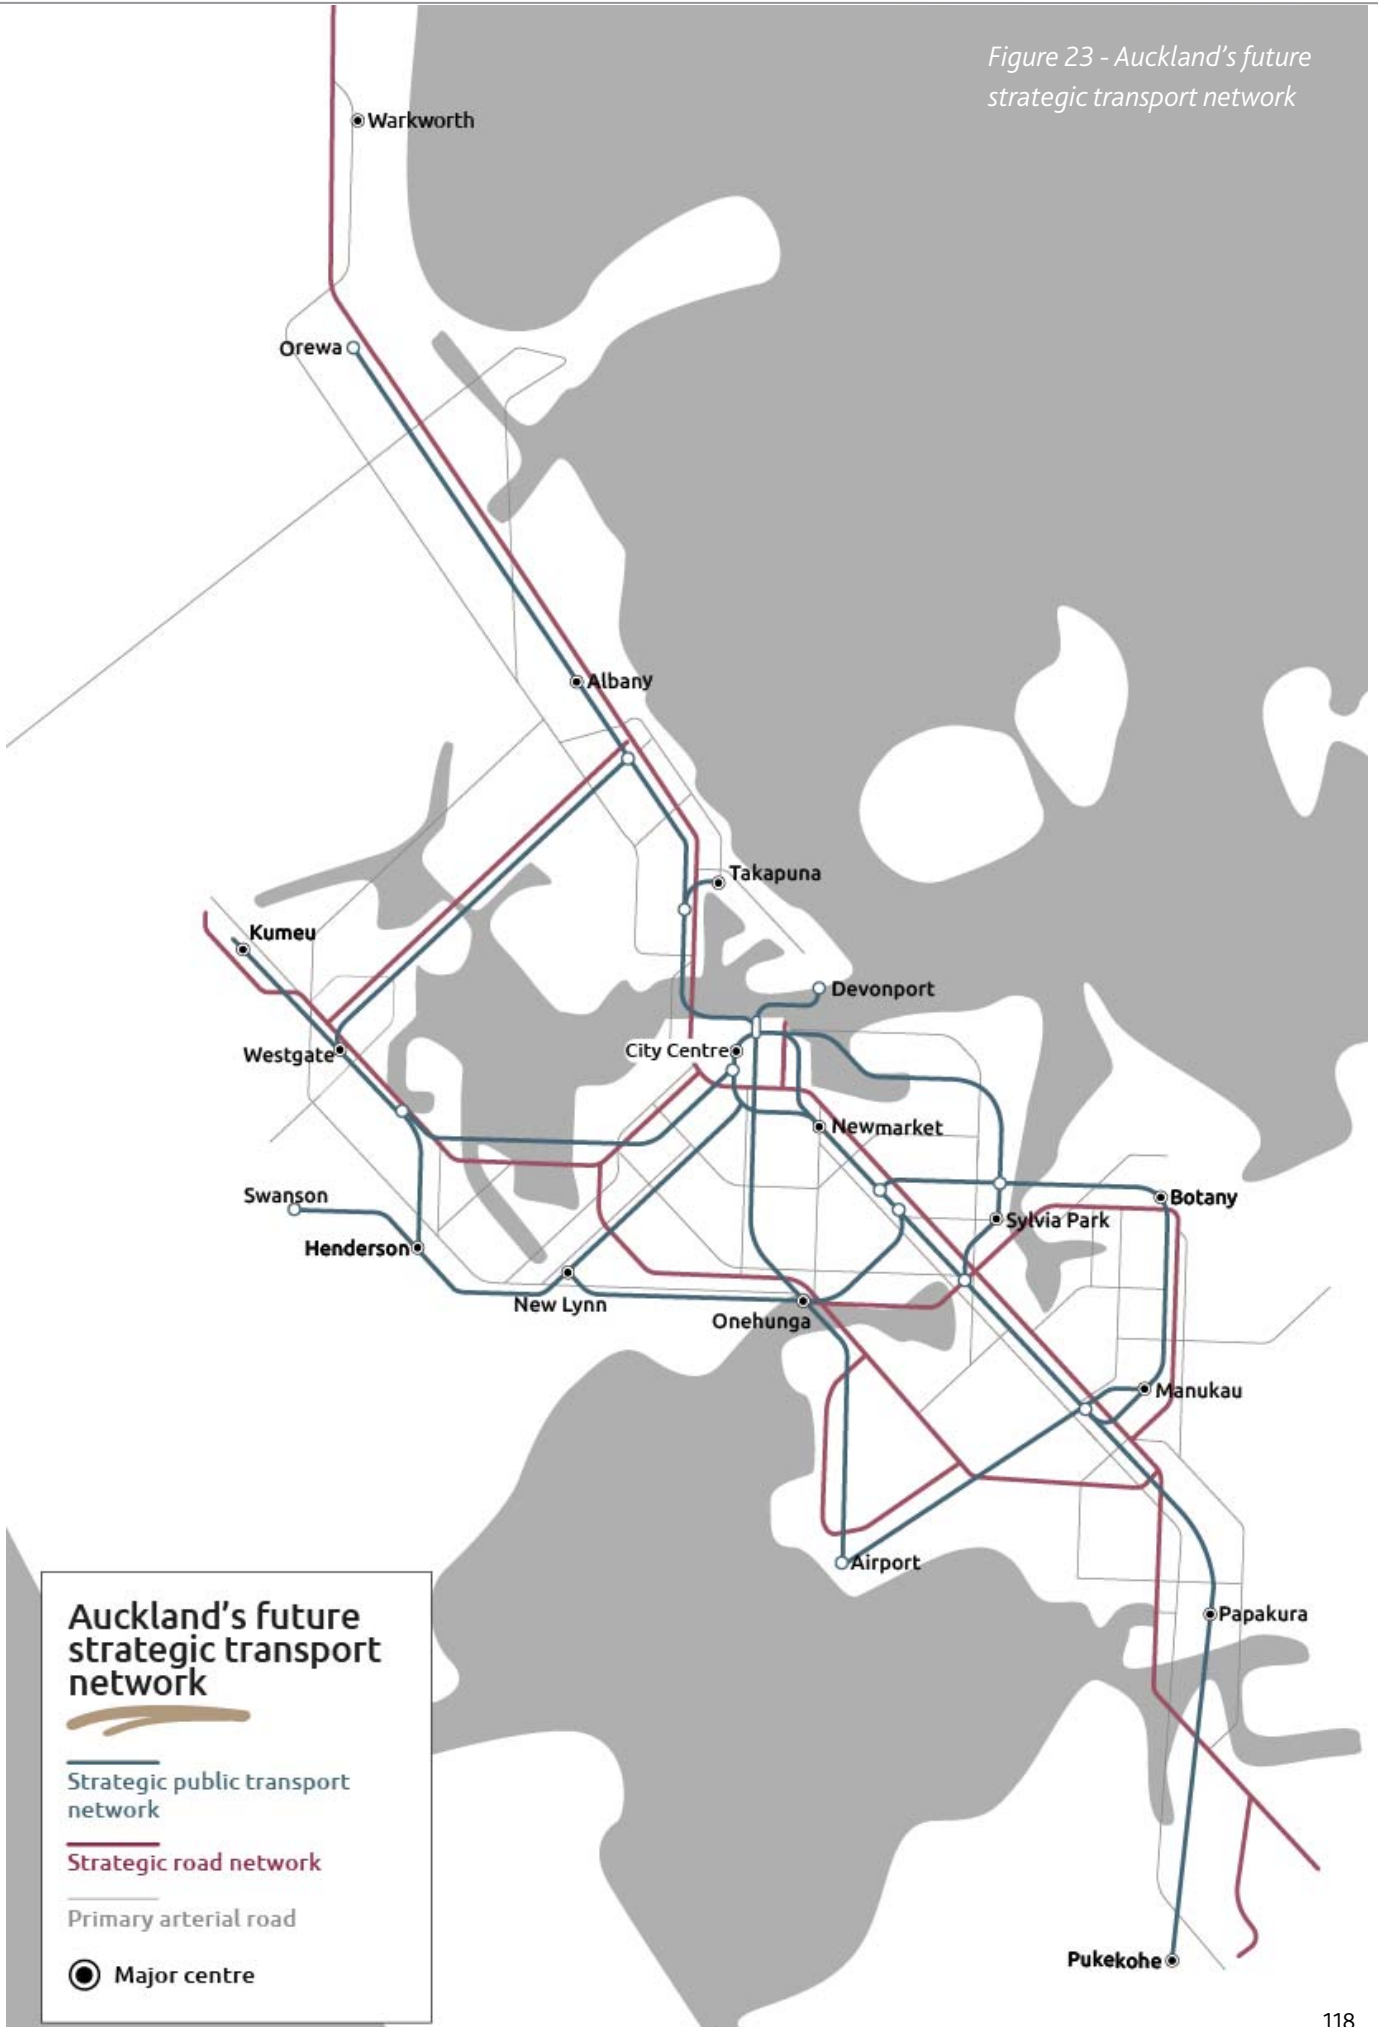 Figure 23 - Auckland's future
strategic transport network
Warkworth
Orewa
Albany
Takapuna
Kumeu
Devonport
City Centre
Westgate
Newmarket
Swanson
Botany
Sylvia Park
Henderson
New Lynn
Onehunga
Manukau
Airport
Papakura
Pukekohe
Auckland's future
strategic transport
network
Strategic public transport
network
Strategic road network
Primary arterial road
Major centre
118